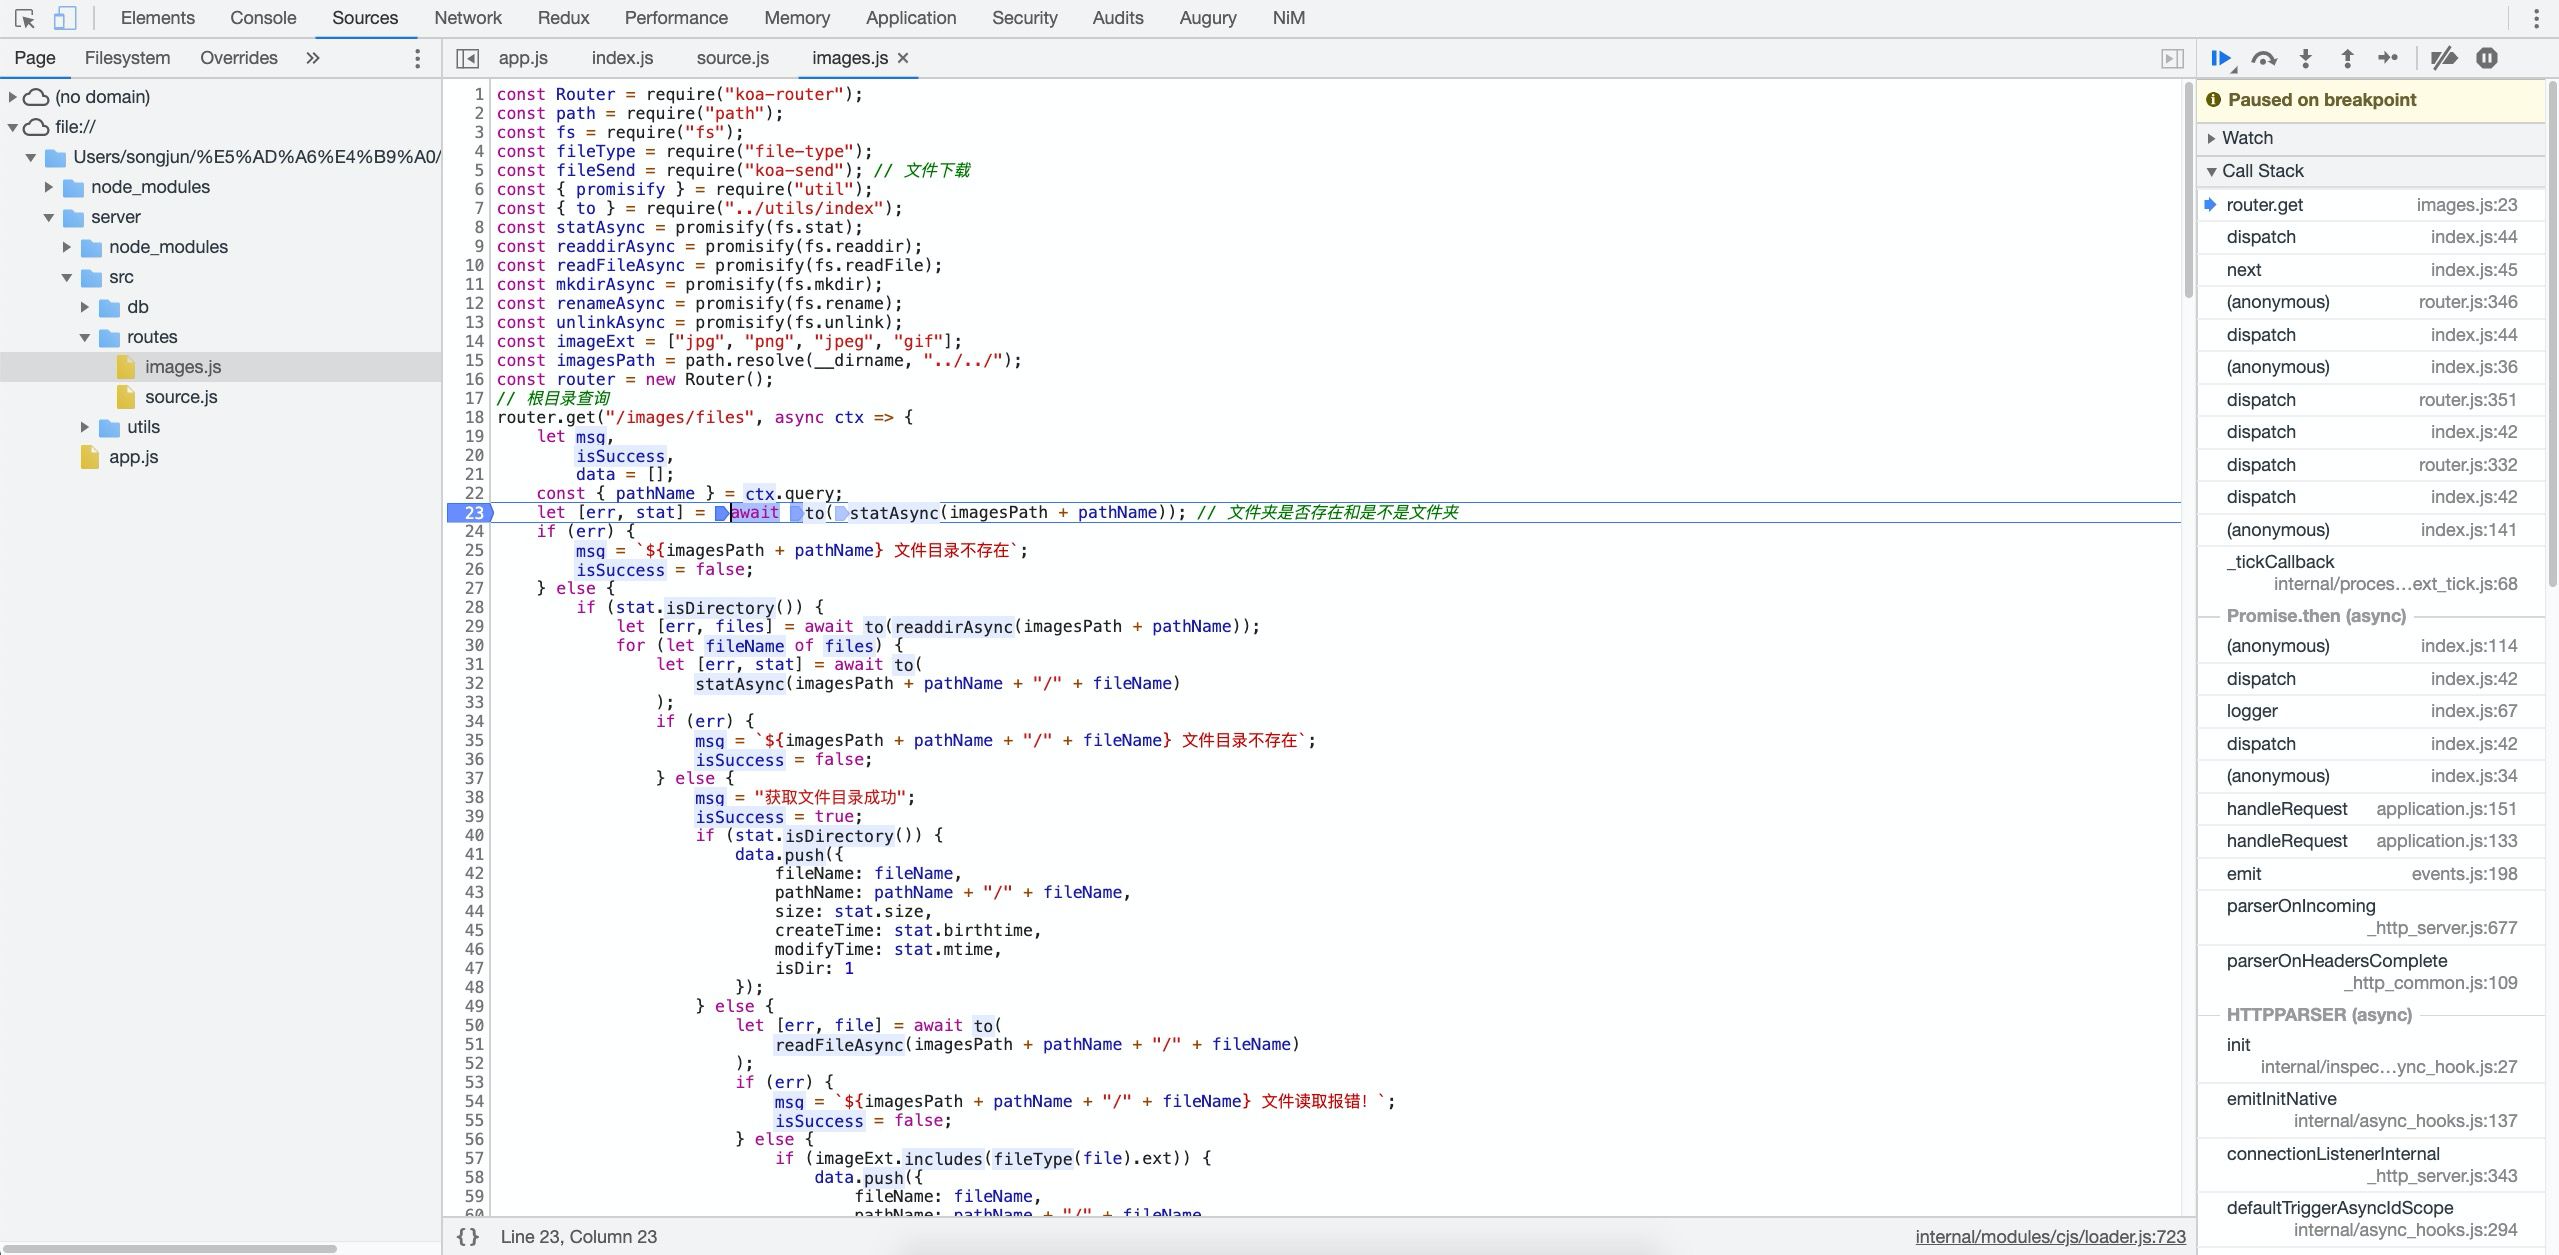 Elements Console Sources Network Redux Performance Memory Application Security Audits Augury NiM
Page Filesystem Overrides »
(no domain)
file://
Users/songjun/%E5%AD%A6%E4%B9%A0/
node_modules
server
node_modules
src
db
routes
images.js
source.js
utils
app.js
app.js index.js source.js images.js ×
1 const Router = require("koa-router");
2 const path = require("path");
3 const fs = require("fs");
4 const fileType = require("file-type");
5 const fileSend = require("koa-send"); // 文件下载
6 const { promisify } = require("util");
7 const { to } = require("../utils/index");
8 const statAsync = promisify(fs.stat);
9 const readdirAsync = promisify(fs.readdir);
10 const readFileAsync = promisify(fs.readFile);
11 const mkdirAsync = promisify(fs.mkdir);
12 const renameAsync = promisify(fs.rename);
13 const unlinkAsync = promisify(fs.unlink);
14 const imageExt = ["jpg", "png", "jpeg", "gif"];
15 const imagesPath = path.resolve(__dirname, "../../");
16 const router = new Router();
17 // 根目录查询
18 router.get("/images/files", async ctx => {
19 let msg,
20 isSuccess,
21 data = [];
22 const { pathName } = ctx.query;
23 let [err, stat] = await to(statAsync(imagesPath + pathName)); // 文件夹是否存在和是不是文件夹
24 if (err) {
25 msg = `${imagesPath + pathName} 文件目录不存在`;
26 isSuccess = false;
27 } else {
28 if (stat.isDirectory()) {
29 let [err, files] = await to(readdirAsync(imagesPath + pathName));
30 for (let fileName of files) {
31 let [err, stat] = await to(
32 statAsync(imagesPath + pathName + "/" + fileName)
33 );
34 if (err) {
35 msg = `${imagesPath + pathName + "/" + fileName} 文件目录不存在`;
36 isSuccess = false;
37 } else {
38 msg = "获取文件目录成功";
39 isSuccess = true;
40 if (stat.isDirectory()) {
41 data.push({
42 fileName: fileName,
43 pathName: pathName + "/" + fileName,
44 size: stat.size,
45 createTime: stat.birthtime,
46 modifyTime: stat.mtime,
47 isDir: 1
48 });
49 } else {
50 let [err, file] = await to(
51 readFileAsync(imagesPath + pathName + "/" + fileName)
52 );
53 if (err) {
54 msg = `${imagesPath + pathName + "/" + fileName} 文件读取报错！`;
55 isSuccess = false;
56 } else {
57 if (imageExt.includes(fileType(file).ext)) {
58 data.push({
59 fileName: fileName,
60 pathName: pathName + "/" + fileName
{} Line 23, Column 23
internal/modules/cjs/loader.js:723
Paused on breakpoint
Watch
Call Stack
router.get images.js:23
dispatch index.js:44
next index.js:45
(anonymous) router.js:346
dispatch index.js:44
(anonymous) index.js:36
dispatch router.js:351
dispatch index.js:42
dispatch router.js:332
dispatch index.js:42
(anonymous) index.js:141
_tickCallback
internal/proces…ext_tick.js:68
Promise.then (async)
(anonymous) index.js:114
dispatch index.js:42
logger index.js:67
dispatch index.js:42
(anonymous) index.js:34
handleRequest application.js:151
handleRequest application.js:133
emit events.js:198
parserOnIncoming
_http_server.js:677
parserOnHeadersComplete
_http_common.js:109
HTTPPARSER (async)
init
internal/inspec…ync_hook.js:27
emitInitNative
internal/async_hooks.js:137
connectionListenerInternal
_http_server.js:343
defaultTriggerAsyncIdScope
internal/async_hooks.js:294